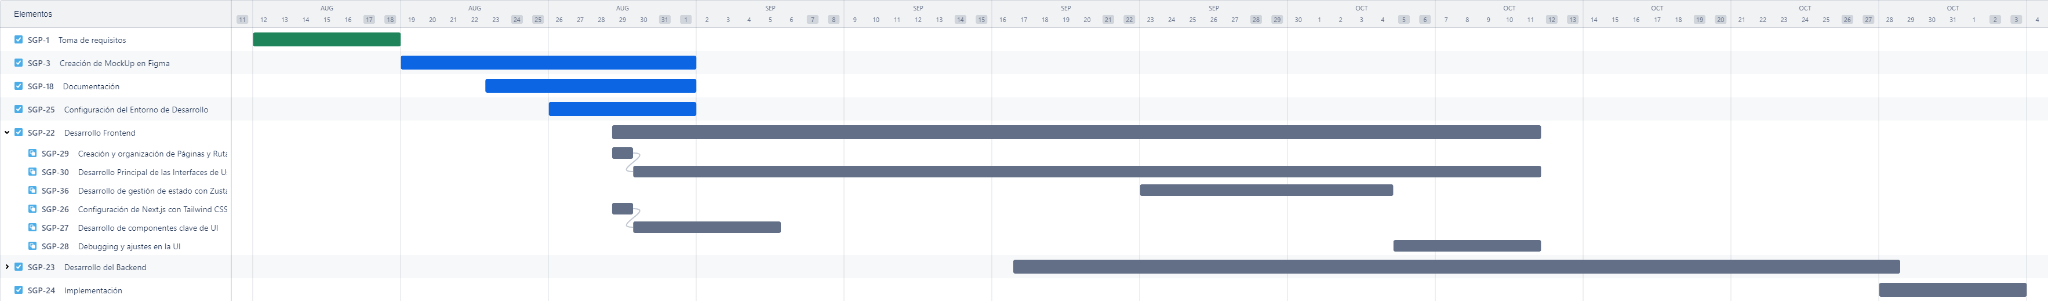 Elementos
AUG AUG AUG SEP SEP SEP SEP OCT OCT OCT OCT OCT
11 12 13 14 15 16 17 18 19 20 21 22 23 24 25 26 27 28 29 30 31 1 2 3 4 5 6 7 8 9 10 11 12 13 14 15 16 17 18 19 20 21 22 23 24 25 26 27 28 29 30 1 2 3 4 5 6 7 8 9 10 11 12 13 14 15 16 17 18 19 20 21 22 23 24 25 26 27 28 29 30 31 1 2 3 4
SGP-1 Toma de requisitos
SGP-3 Creación de MockUp en Figma
SGP-18 Documentación
SGP-25 Configuración del Entorno de Desarrollo
SGP-22 Desarrollo Frontend
SGP-29 Creación y organización de Páginas y Ruta
SGP-30 Desarrollo Principal de las Interfaces de U
SGP-36 Desarrollo de gestión de estado con Zusta
SGP-26 Configuración de Next.js con Tailwind CSS
SGP-27 Desarrollo de componentes clave de UI
SGP-28 Debugging y ajustes en la UI
SGP-23 Desarrollo del Backend
SGP-24 Implementación